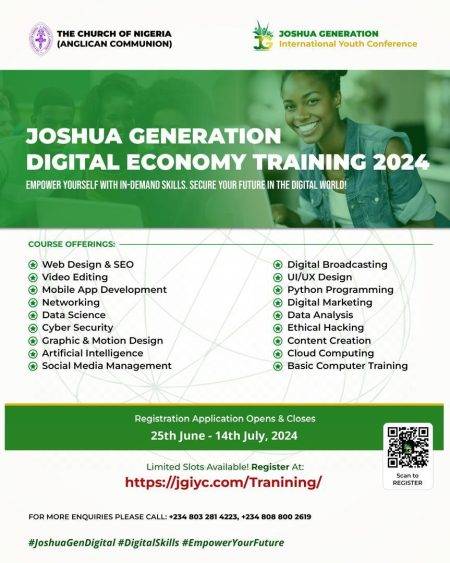 THE CHURCH OF NIGERIA
(ANGLICAN COMMUNION)
JOSHUA GENERATION
International Youth Conference
JOSHUA GENERATION
DIGITAL ECONOMY TRAINING 2024
EMPOWER YOURSELF WITH IN-DEMAND SKILLS. SECURE YOUR FUTURE IN THE DIGITAL WORLD!
COURSE OFFERINGS:
Web Design & SEO
Video Editing
Mobile App Development
Networking
Data Science
Cyber Security
Graphic & Motion Design
Artificial Intelligence
Social Media Management
Digital Broadcasting
UI/UX Design
Python Programming
Digital Marketing
Data Analysis
Ethical Hacking
Content Creation
Cloud Computing
Basic Computer Training
Registration Application Opens & Closes
25th June - 14th July, 2024
Scan to
REGISTER
Limited Slots Available! Register At:
https://jgiyc.com/Tranining/
FOR MORE ENQUIRIES PLEASE CALL: +234 803 281 4223, +234 808 800 2619
#JoshuaGenDigital #DigitalSkills #EmpowerYourFuture